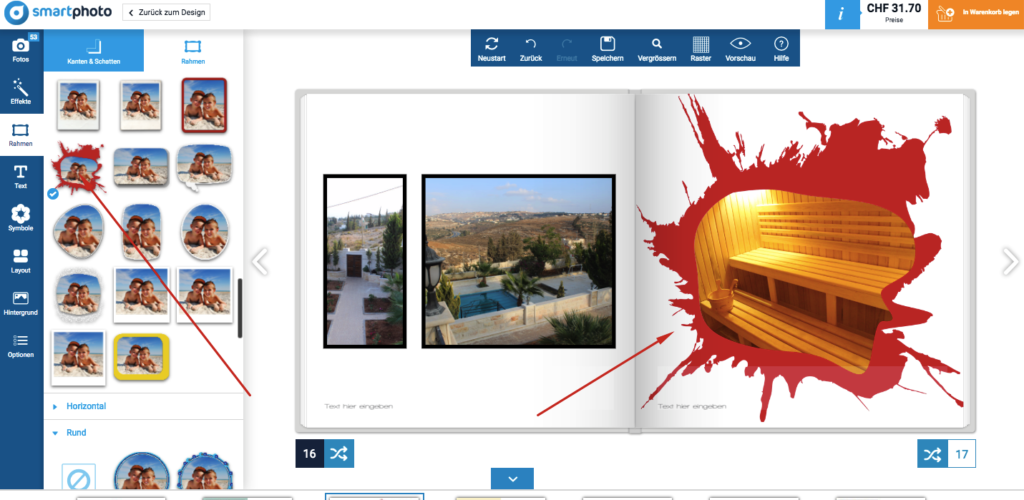 smartphoto
Zurück zum Design
i
CHF 31.70
Preise
In Warenkorb legen
53
Fotos
Effekte
Rahmen
Text
Symbole
Layout
Hintergrund
Optionen
Kanten & Schatten
Rahmen
Neustart
Zurück
Erneut
Speichern
Vergrössern
Raster
Vorschau
Hilfe
Text hier eingeben
Text hier eingeben
Horizontal
Rund
16
17